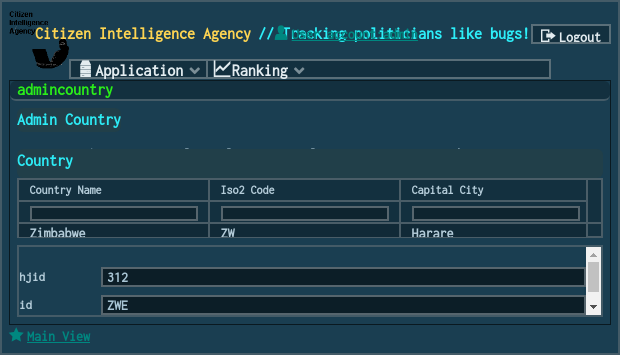 Citizen
Intelligence
Agency
Citizen Intelligence Agency // Tracking politicians like bugs!
Logout
Application
Ranking
admincountry
Admin Country
Country
Country Name
Iso2 Code
Capital City
Zimbabwe
ZW
Harare
hjid
312
id
ZWE
Main View